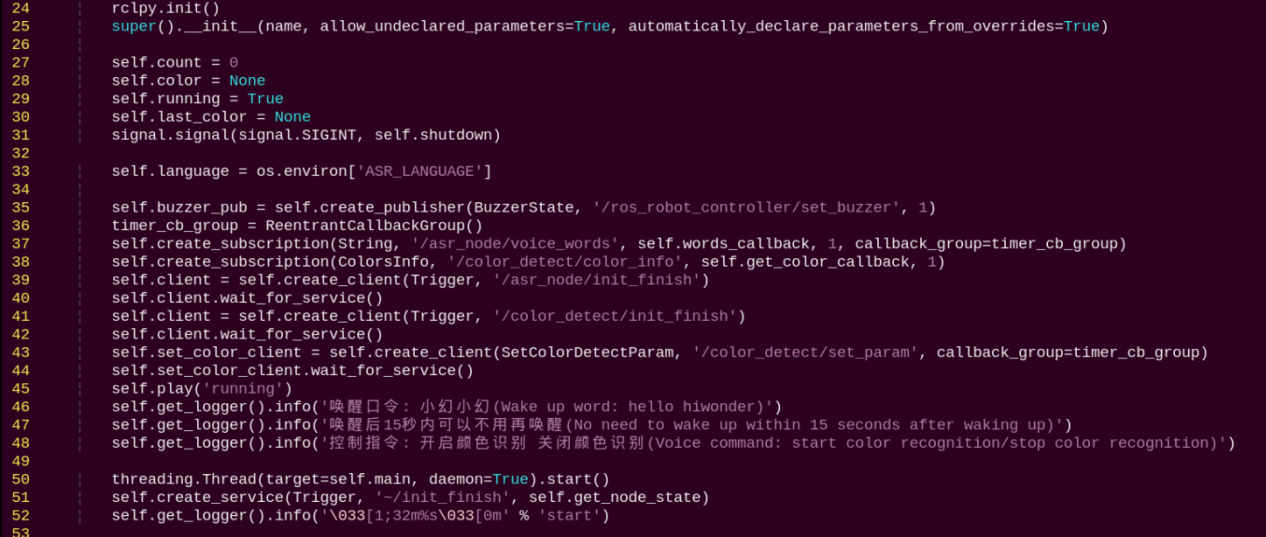 24 rclpy.init()
25 super().__init__(name, allow_undeclared_parameters=True, automatically_declare_parameters_from_overrides=True)
26
27 self.count = 0
28 self.color = None
29 self.running = True
30 self.last_color = None
31 signal.signal(signal.SIGINT, self.shutdown)
32
33 self.language = os.environ['ASR_LANGUAGE']
34
35 self.buzzer_pub = self.create_publisher(BuzzerState, '/ros_robot_controller/set_buzzer', 1)
36 timer_cb_group = ReentrantCallbackGroup()
37 self.create_subscription(String, '/asr_node/voice_words', self.words_callback, 1, callback_group=timer_cb_group)
38 self.create_subscription(ColorsInfo, '/color_detect/color_info', self.get_color_callback, 1)
39 self.client = self.create_client(Trigger, '/asr_node/init_finish')
40 self.client.wait_for_service()
41 self.client = self.create_client(Trigger, '/color_detect/init_finish')
42 self.client.wait_for_service()
43 self.set_color_client = self.create_client(SetColorDetectParam, '/color_detect/set_param', callback_group=timer_cb_group)
44 self.set_color_client.wait_for_service()
45 self.play('running')
46 self.get_logger().info('唤醒口令: 小幻小幻(Wake up word: hello hiwonder)')
47 self.get_logger().info('唤醒后15秒内可以不用再唤醒(No need to wake up within 15 seconds after waking up)')
48 self.get_logger().info('控制指令: 开启颜色识别 关闭颜色识别(Voice command: start color recognition/stop color recognition)')
49
50 threading.Thread(target=self.main, daemon=True).start()
51 self.create_service(Trigger, '~/init_finish', self.get_node_state)
52 self.get_logger().info('\033[1;32m%s\033[0m' % 'start')
53